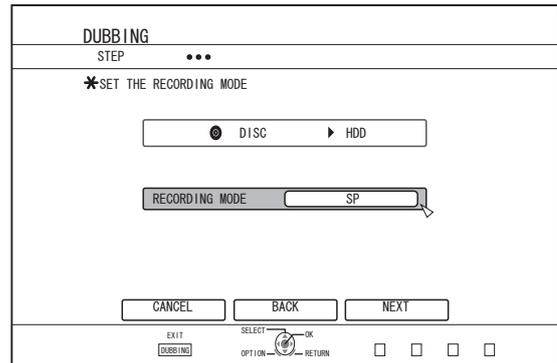 DUBBING
STEP
✱SET THE RECORDING MODE
DISC ▶ HDD
RECORDING MODE SP
CANCEL BACK NEXT
EXIT
DUBBING
SELECT OK
OPTION RETURN